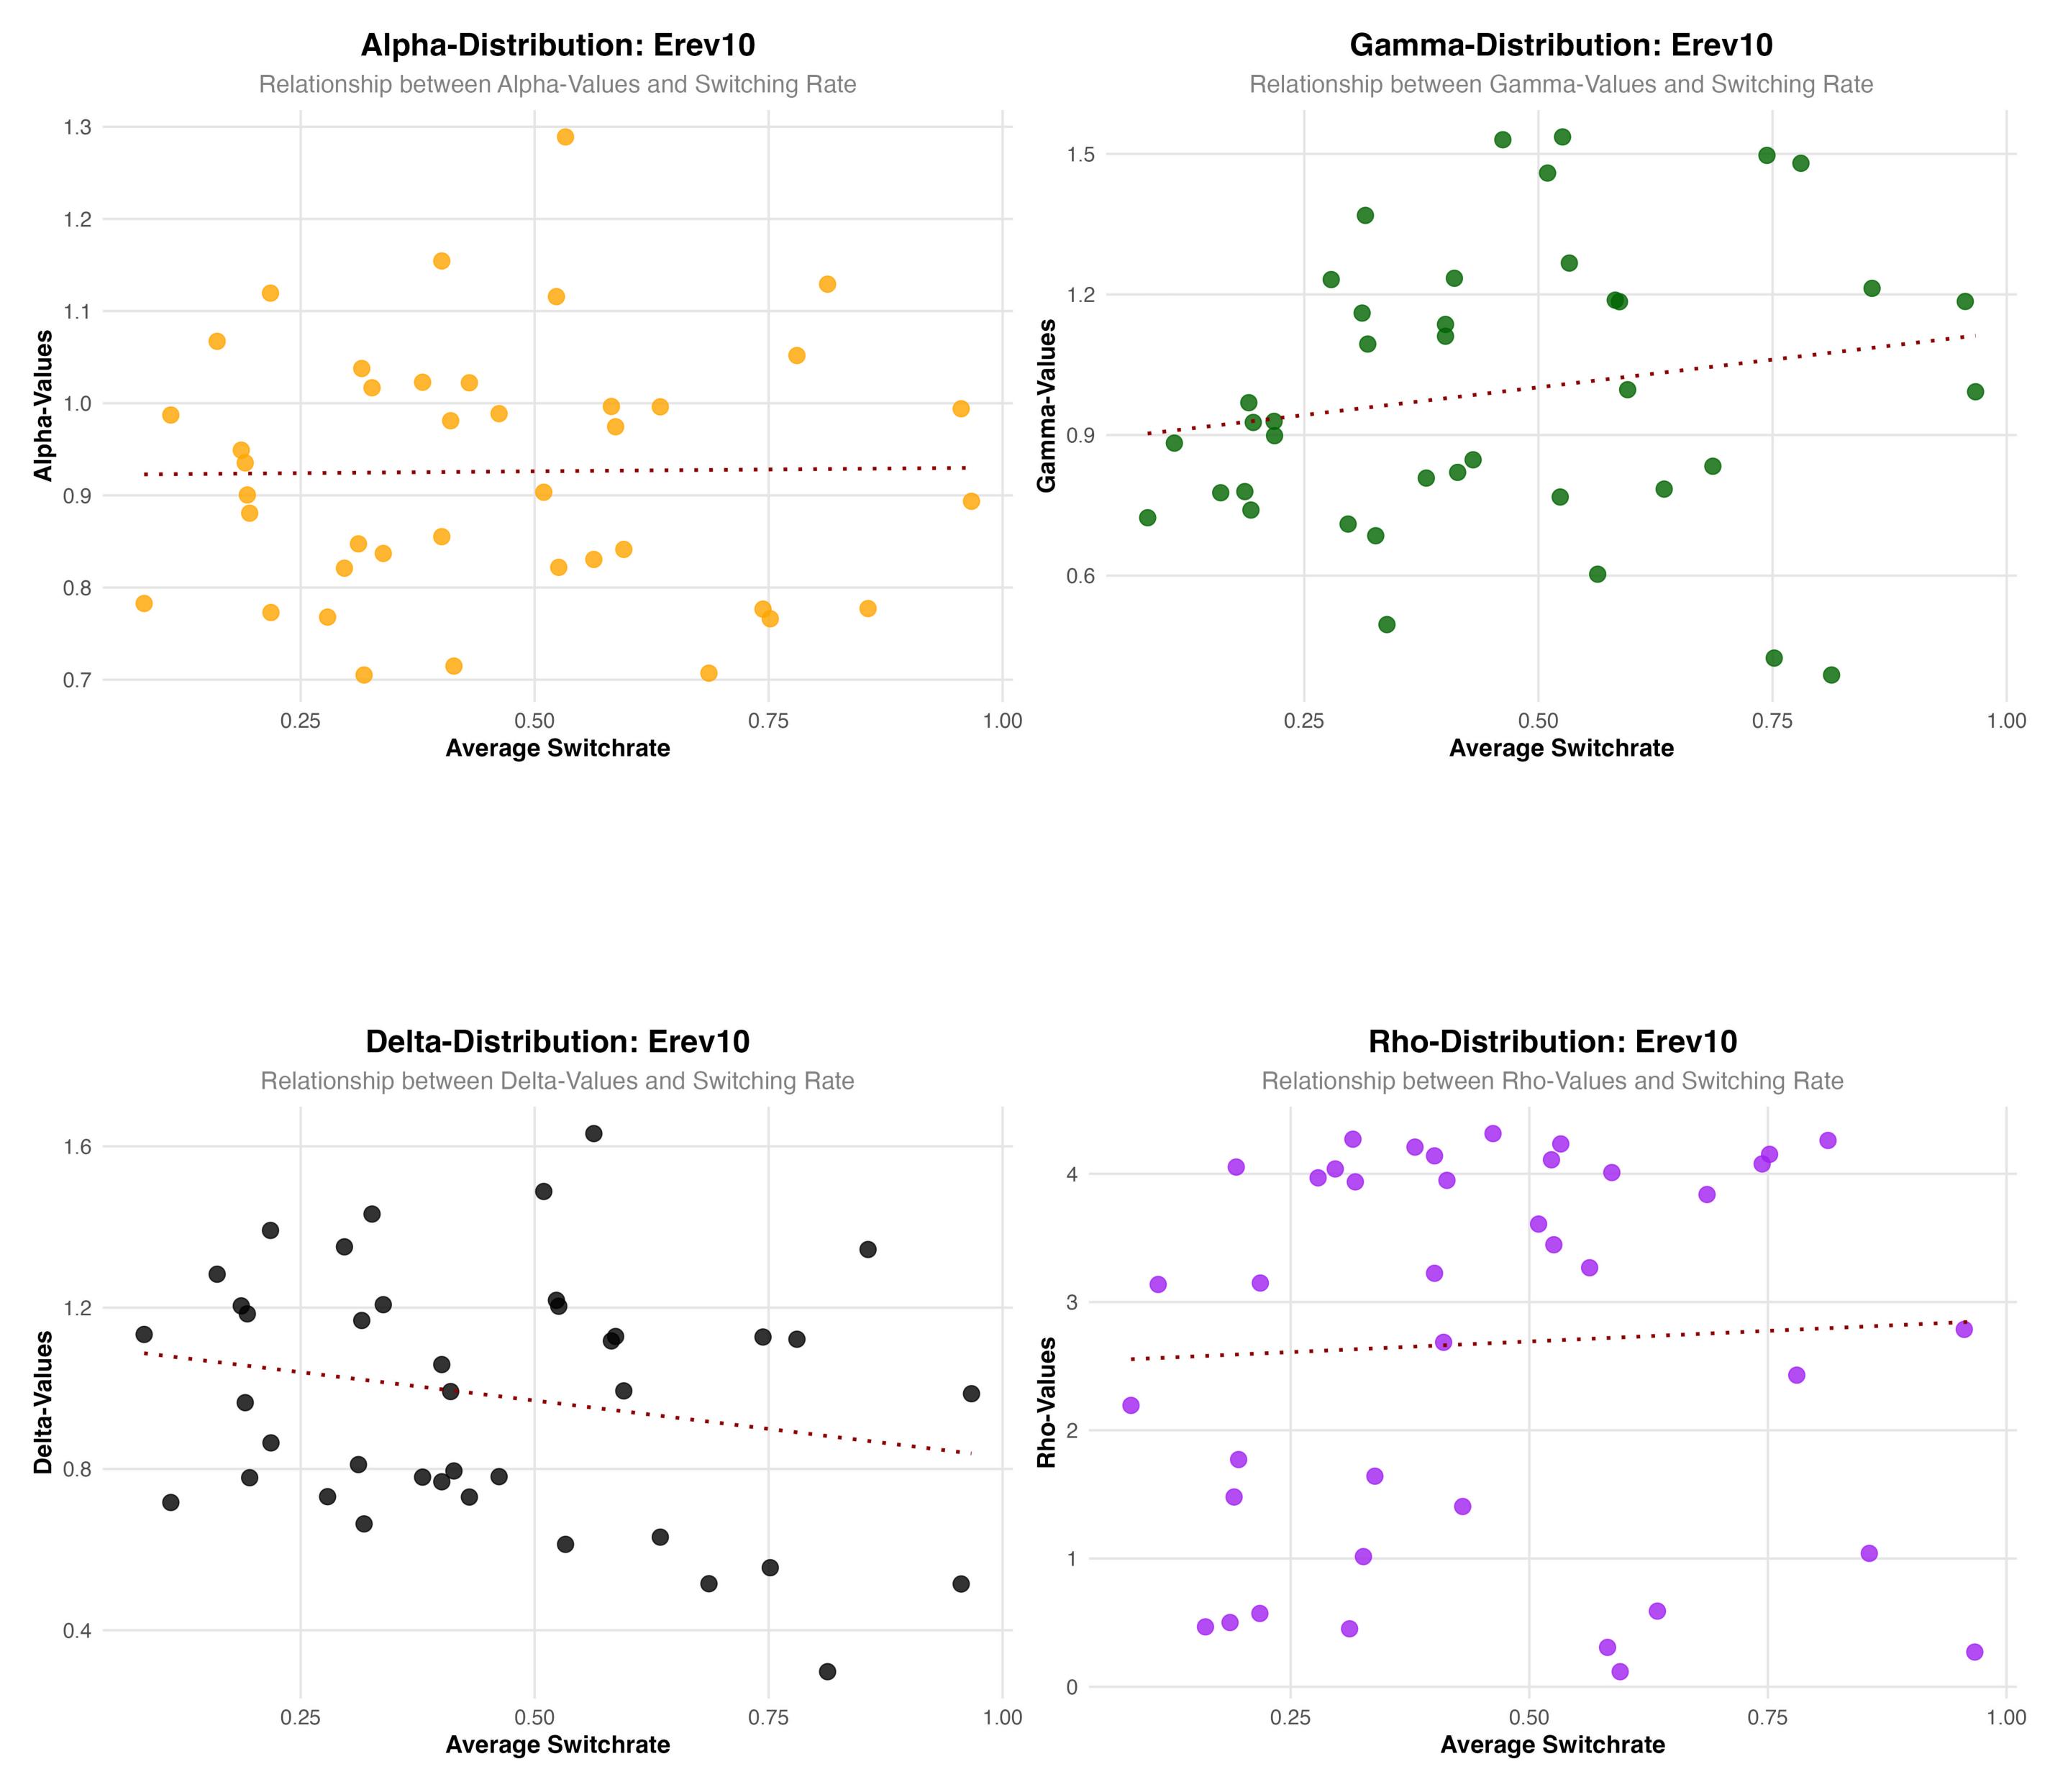 Alpha-Distribution: Erev10
Relationship between Alpha-Values and Switching Rate
Alpha-Values
1.3
1.2
1.1
1.0
0.9
0.8
0.7
0.25 0.50 0.75 1.00
Average Switchrate
Gamma-Distribution: Erev10
Relationship between Gamma-Values and Switching Rate
Gamma-Values
1.5
1.2
0.9
0.6
0.25 0.50 0.75 1.00
Average Switchrate
Delta-Distribution: Erev10
Relationship between Delta-Values and Switching Rate
Delta-Values
1.6
1.2
0.8
0.4
0.25 0.50 0.75 1.00
Average Switchrate
Rho-Distribution: Erev10
Relationship between Rho-Values and Switching Rate
Rho-Values
4
3
2
1
0
0.25 0.50 0.75 1.00
Average Switchrate